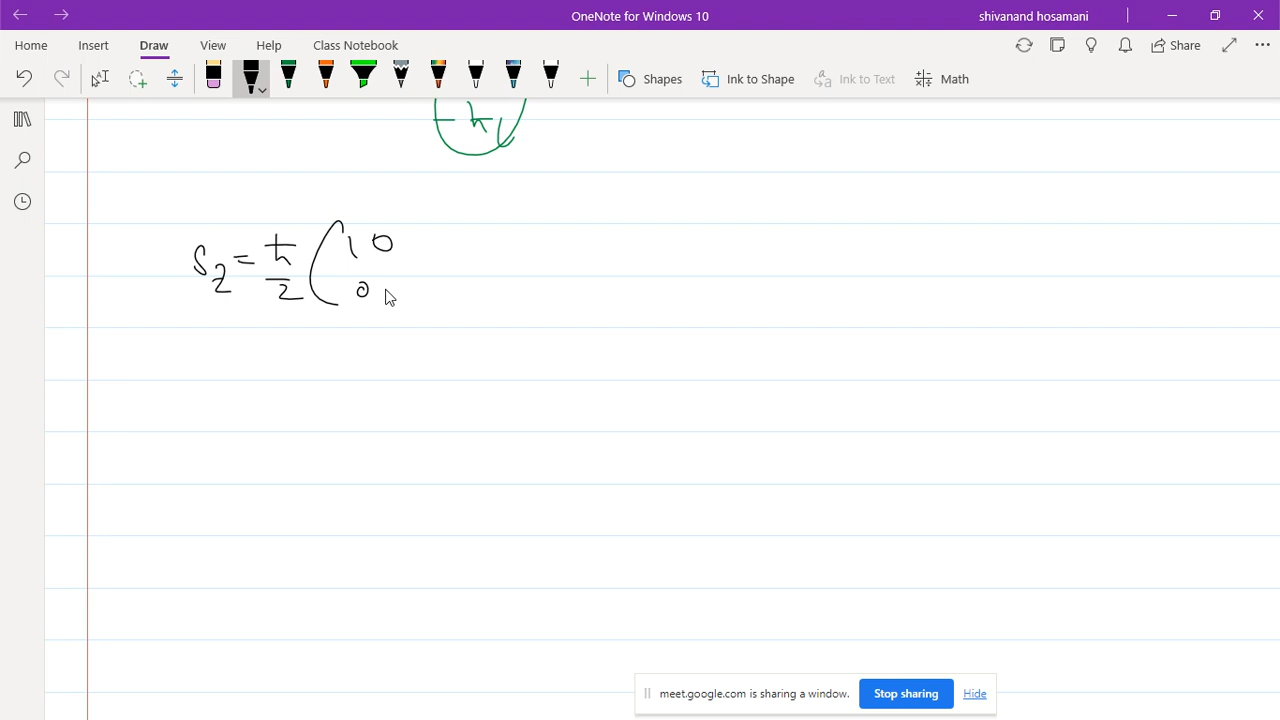 OneNote for Windows 10
shivanand hosamani
Home Insert Draw View Help Class Notebook
Share
Shapes Ink to Shape Ink to Text Math
- ħ
S_z = ħ/2 ( 1 0
0
meet.google.com is sharing a window. Stop sharing Hide